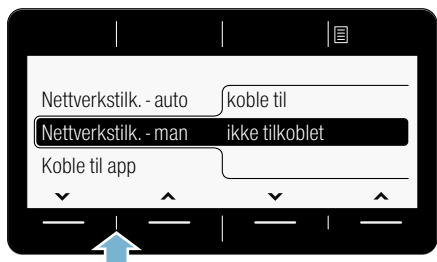 Nettverkstilk. - auto koble til
Nettverkstilk. - man ikke tilkoblet
Koble til app